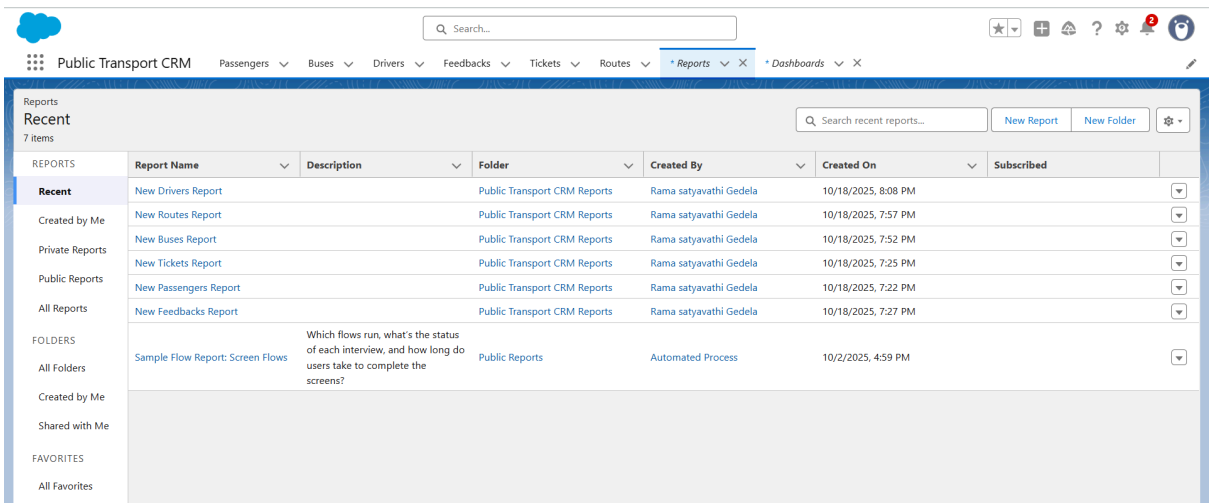 Search...
2
Public Transport CRM Passengers Buses Drivers Feedbacks Tickets Routes * Reports * Dashboards
Reports
Recent
7 items
Search recent reports...
New Report
New Folder
REPORTS
Recent
Created by Me
Private Reports
Public Reports
All Reports
FOLDERS
All Folders
Created by Me
Shared with Me
FAVORITES
All Favorites
Report Name Description Folder Created By Created On Subscribed
New Drivers Report Public Transport CRM Reports Rama satyavathi Gedela 10/18/2025, 8:08 PM
New Routes Report Public Transport CRM Reports Rama satyavathi Gedela 10/18/2025, 7:57 PM
New Buses Report Public Transport CRM Reports Rama satyavathi Gedela 10/18/2025, 7:52 PM
New Tickets Report Public Transport CRM Reports Rama satyavathi Gedela 10/18/2025, 7:25 PM
New Passengers Report Public Transport CRM Reports Rama satyavathi Gedela 10/18/2025, 7:22 PM
New Feedbacks Report Public Transport CRM Reports Rama satyavathi Gedela 10/18/2025, 7:27 PM
Sample Flow Report: Screen Flows
Which flows run, what's the status
of each interview, and how long do
users take to complete the
screens?
Public Reports Automated Process 10/2/2025, 4:59 PM